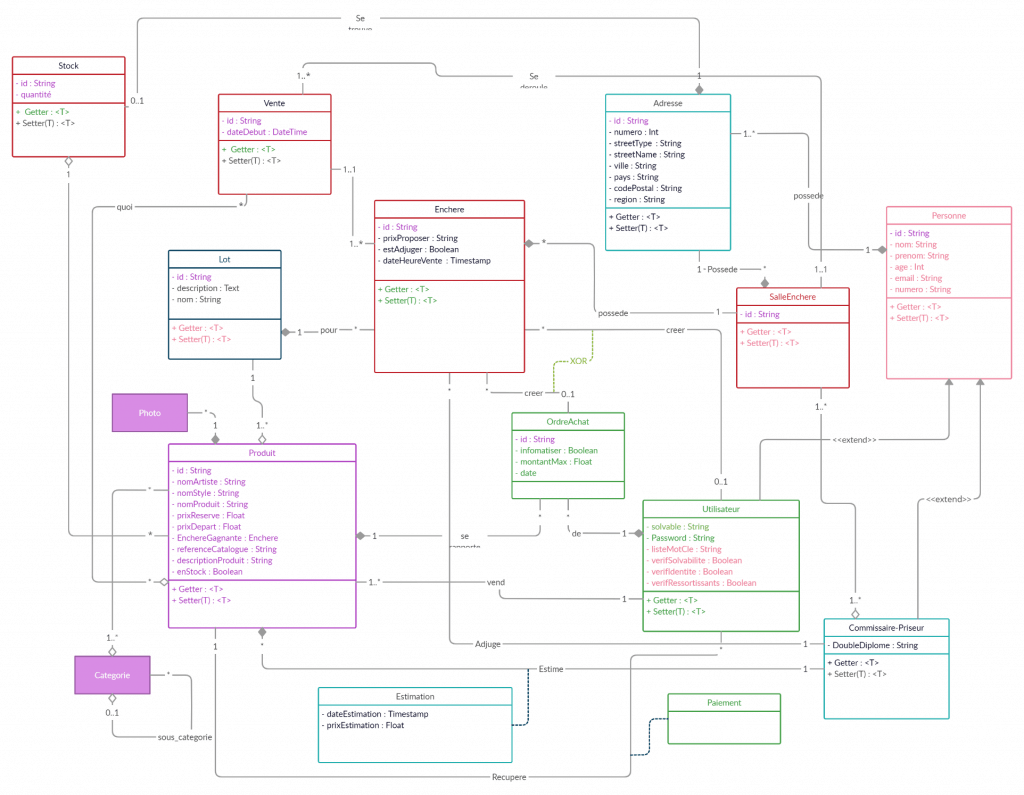 Se
trouve
Stock
- id : String
- quantité
+ Getter : <T>
+ Setter(T) : <T>
0..1
1
1..*
Se
deroule
Vente
- id : String
- dateDebut : DateTime
+ Getter : <T>
+ Setter(T) : <T>
1
Adresse
- id : String
- numero : Int
- streetType : String
- streetName : String
- ville : String
- pays : String
- codePostal : String
- region : String
+ Getter : <T>
+ Setter(T) : <T>
1..*
possede
1
Personne
- id : String
- nom: String
- prenom: String
- age : Int
- email : String
- numero : String
+ Getter : <T>
+ Setter(T) : <T>
quoi
*
1..1
1..*
Enchere
- id : String
- prixProposer : String
- estAdjuger : Boolean
- dateHeureVente : Timestamp
+ Getter : <T>
+ Setter(T) : <T>
*
possede
1
1
Possede
*
1..1
SalleEnchere
- id : String
+ Getter : <T>
+ Setter(T) : <T>
1..*
Lot
- id : String
- description : Text
- nom : String
+ Getter : <T>
+ Setter(T) : <T>
1
pour
*
*
creer
XOR
*
*
creer
0..1
1
1..*
Photo
*
1
OrdreAchat
- id : String
- infomatiser : Boolean
- montantMax : Float
- date
<<extend>>
<<extend>>
Produit
- id : String
- nomArtiste : String
- nomStyle : String
- nomProduit : String
- prixReserve : Float
- prixDepart : Float
- EnchereGagnante : Enchere
- referenceCatalogue : String
- descriptionProduit : String
- enStock : Boolean
+ Getter : <T>
+ Setter(T) : <T>
*
*
*
1
se
rapporte
*
*
de
1
0..1
Utilisateur
- solvable : String
- Password : String
- listeMotCle : String
- verifSolvabilite : Boolean
- verifIdentite : Boolean
- verifRessortissants : Boolean
+ Getter : <T>
+ Setter(T) : <T>
1..*
vend
1
1..*
Commissaire-Priseur
- DoubleDiplome : String
+ Getter : <T>
+ Setter(T) : <T>
1..*
1
*
Adjuge
1
*
Estime
1
Categorie
*
0..1
sous_categorie
Estimation
- dateEstimation : Timestamp
- prixEstimation : Float
Paiement
Recupere